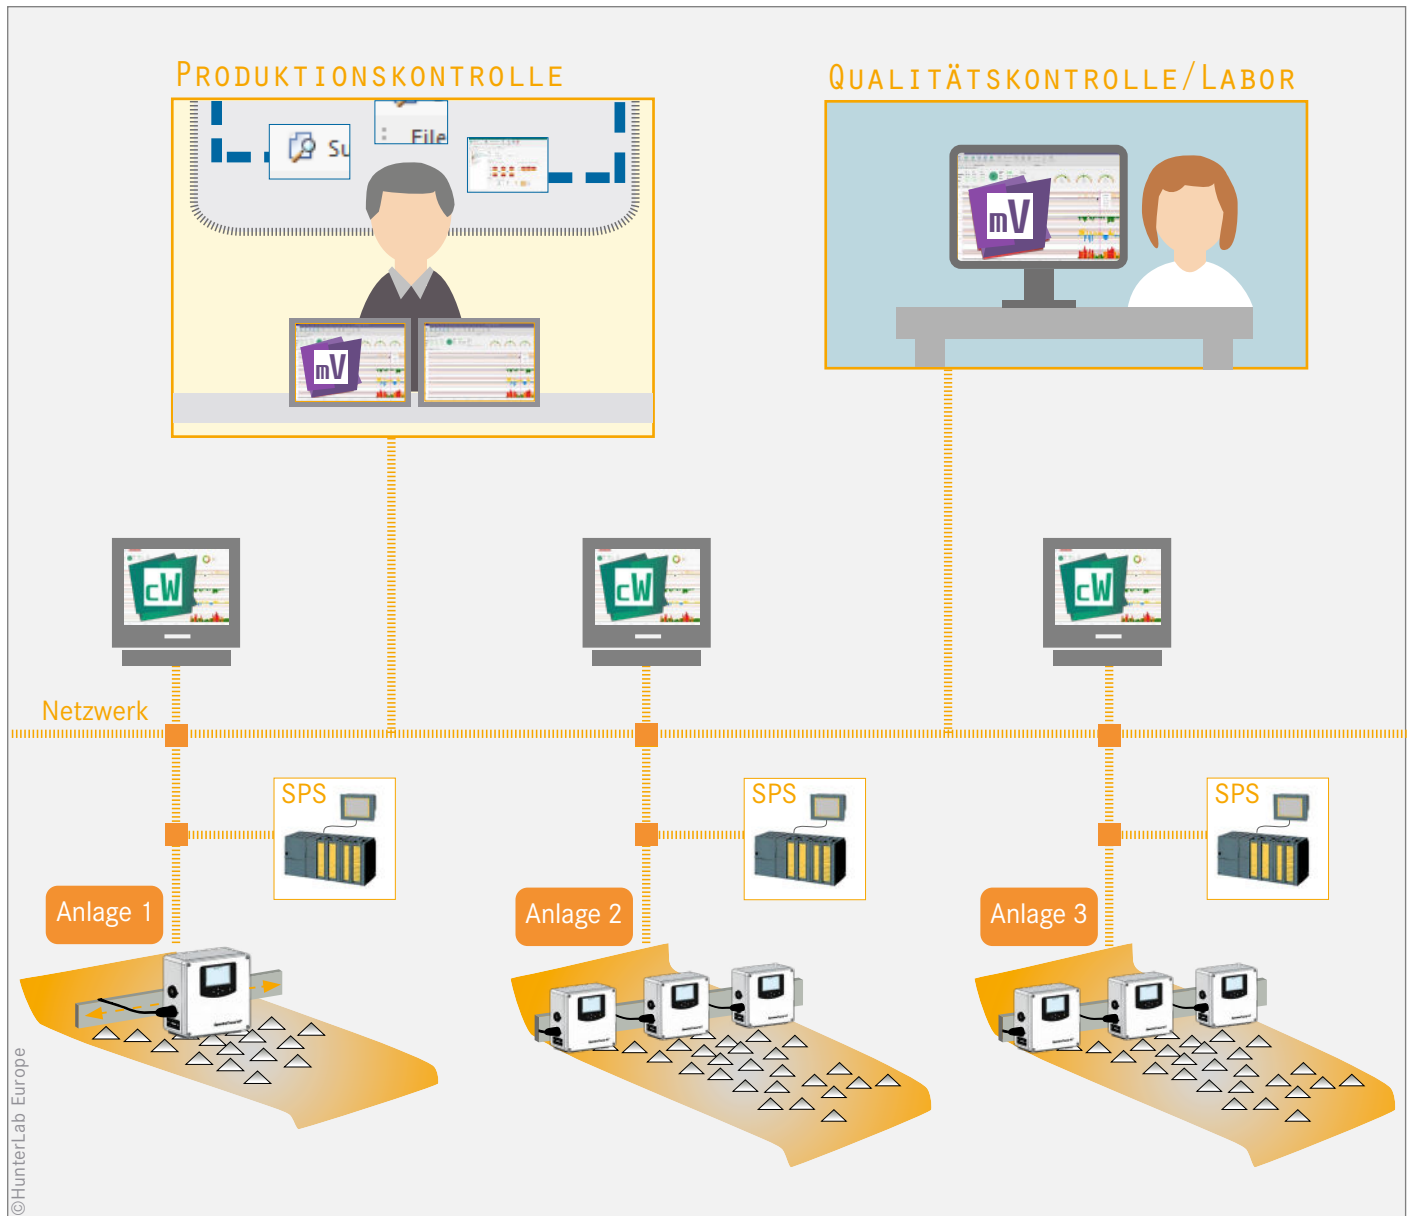 PRODUKTIONSKONTROLLE
QUALITÄTSKONTROLLE/LABOR
Su
File
mV
mV
cW
cW
cW
Netzwerk
SPS
SPS
SPS
Anlage 1
Anlage 2
Anlage 3
©HunterLab Europe